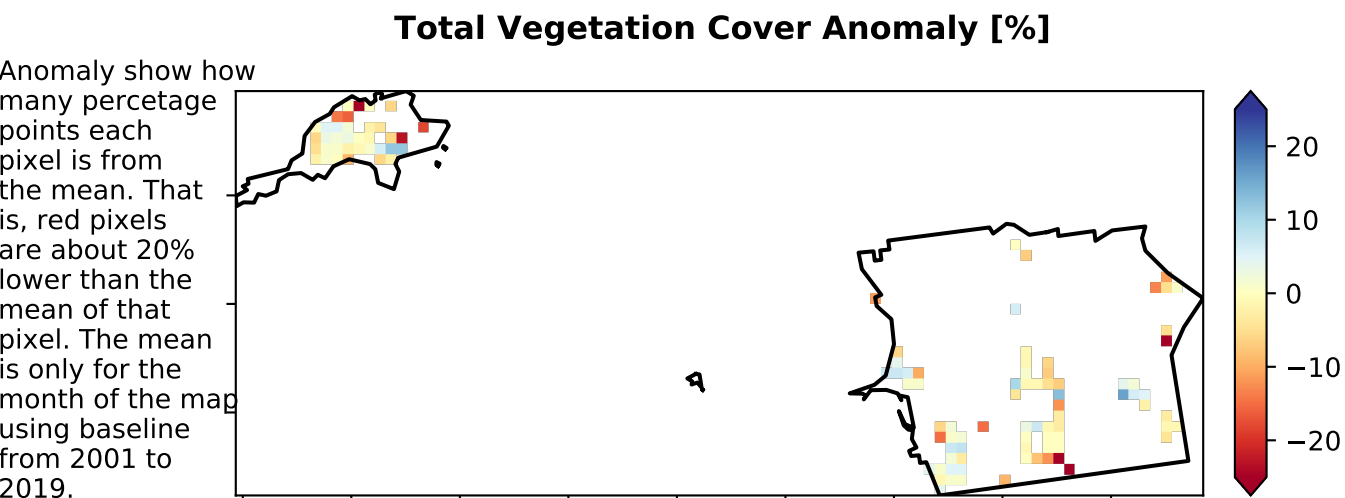 Total Vegetation Cover Anomaly [%]
Anomaly show how
many percetage
points each
pixel is from
the mean. That
is, red pixels
are about 20%
lower than the
mean of that
pixel. The mean
is only for the
month of the map
using baseline
from 2001 to
2019.
20
10
0
−10
−20